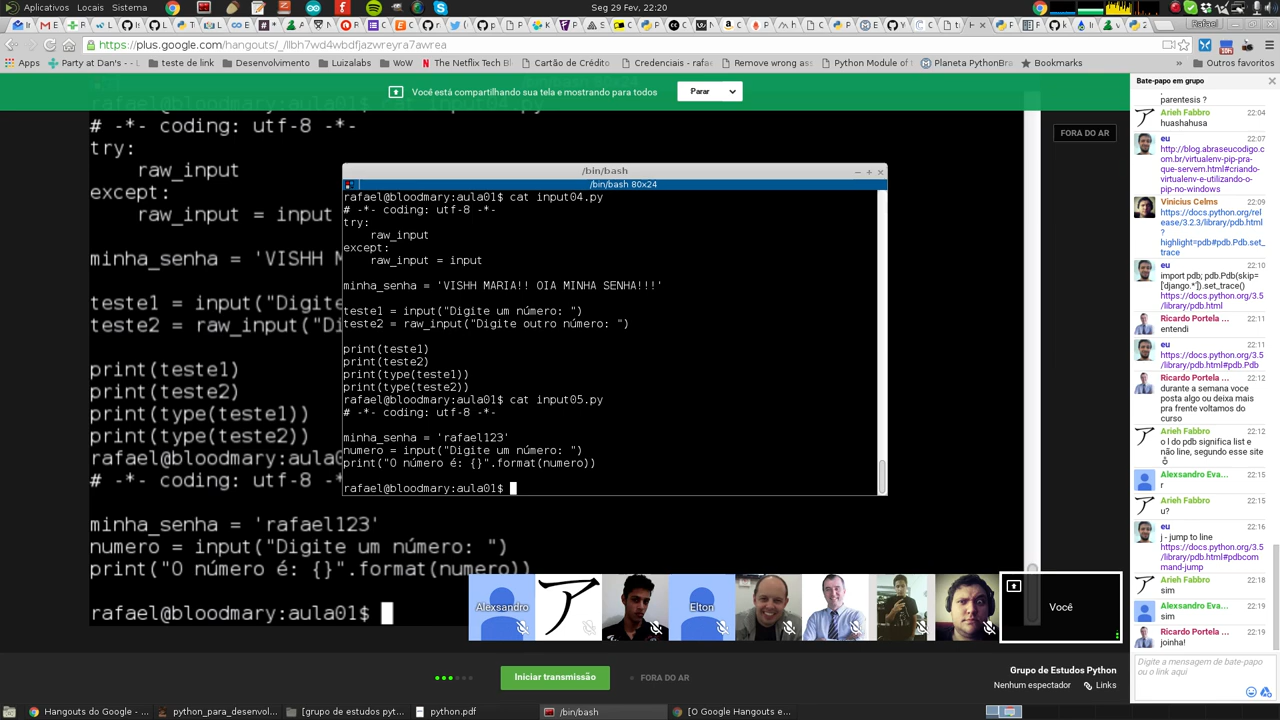 Aplicativos Locais Sistema
Seg 29 Fev, 22:20
Rafael
https://plus.google.com/hangouts/_/llbh7wd4wbdfjazwreyra7awrea
Apps Party at Din's teste de link Desenvolvimento Luizalabs WoW The Netflix Tech B Cartão de Crédito Credenciais - rafae Remove wrong ass Python Module of Planeta PythonBra Bookmarks » Outros favoritos
Você está compartilhando sua tela e mostrando para todos
Parar
FORA DO AR
rafael@bloodmary:aula01$
# -*- coding: utf-8 -*-
try:
raw_input
except:
raw_input = input
minha_senha = 'VISHH M
teste1 = input("Digite
teste2 = raw_input("Di
print(teste1)
print(teste2)
print(type(teste1))
print(type(teste2))
rafael@bloodmary:aula01$
# -*- coding: utf-8 -*-
minha_senha = 'rafael123'
numero = input("Digite um número: ")
print("O número é: {}".format(numero))
rafael@bloodmary:aula01$
/bin/bash
/bin/bash 80x24
rafael@bloodmary:aula01$ cat input04.py
# -*- coding: utf-8 -*-
try:
raw_input
except:
raw_input = input
minha_senha = 'VISHH MARIA!! OIA MINHA SENHA!!!'
teste1 = input("Digite um número: ")
teste2 = raw_input("Digite outro número: ")
print(teste1)
print(teste2)
print(type(teste1))
print(type(teste2))
rafael@bloodmary:aula01$ cat input05.py
# -*- coding: utf-8 -*-
minha_senha = 'rafael123'
numero = input("Digite um número: ")
print("O número é: {}".format(numero))
rafael@bloodmary:aula01$
Alexsandro
Elton
Você
Iniciar transmissão
FORA DO AR
Grupo de Estudos Python
Nenhum espectador Links
Bate-papo em grupo
parentesis ?
Arieh Fabbro 22:04
huashahusa
eu 22:07
http://blog.abraseucodigo.c
om.br/virtualenv-pip-pra-
que-servem.html#criando-
virtualenv-e-utilizando-o-
pip-no-windows
Vinicius Celms 22:09
https://docs.python.org/rel
ease/3.2.3/library/pdb.html
?
highlight=pdb#pdb.Pdb.set_
trace
eu 22:10
import pdb; pdb.Pdb(skip=
['django.*']).set_trace()
https://docs.python.org/3.5
/library/pdb.html
Ricardo Portela ... 22:11
entendi
eu 22:11
https://docs.python.org/3.5
/library/pdb.html#pdb.Pdb
Ricardo Portela ... 22:12
durante a semana voce
posta algo ou deixa mais
pra frente voltamos do
curso
Arieh Fabbro 22:12
o l do pdb significa list e
não line, segundo esse site
Alexsandro Eva... 22:15
r
Arieh Fabbro 22:15
u?
eu 22:16
j - jump to line
https://docs.python.org/3.5
/library/pdb.html#pdbcom
mand-jump
Arieh Fabbro 22:18
sim
Alexsandro Eva... 22:19
sim
Ricardo Portela ... 22:19
joinha!
Digite a mensagem de bate-papo
ou o link aqui
Hangouts do Google - ... python_para_desenvol... [grupo de estudos pyt... python.pdf /bin/bash [O Google Hangouts e...